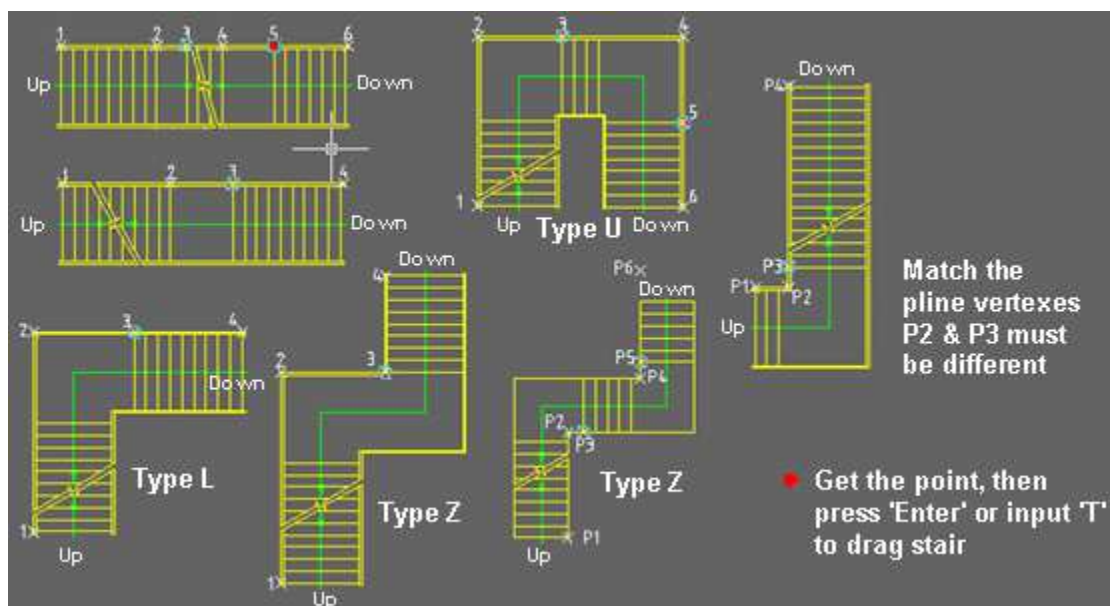 1 2 3 4 5 6
Up Down
1 2 3 4
Up Down
2 3 4
5
1 6
Up Type U Down
Down
P4
P3
P1 P2
Up
Match the
pline vertexes
P2 & P3 must
be different
2 3 4
Down
Type L
1
Up
Down
4
2 3
Type Z
1
Up
P6
Down
P5
P4
P2
P3
Type Z
P1
Up
Get the point, then
press 'Enter' or input 'T'
to drag stair